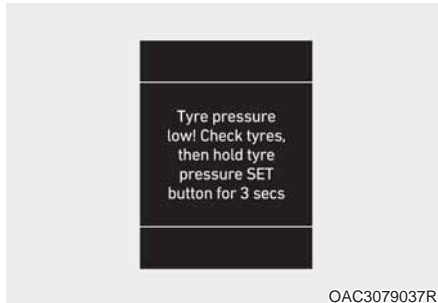 Tyre pressure
low! Check tyres,
then hold tyre
pressure SET
button for 3 secs
OAC3079037R